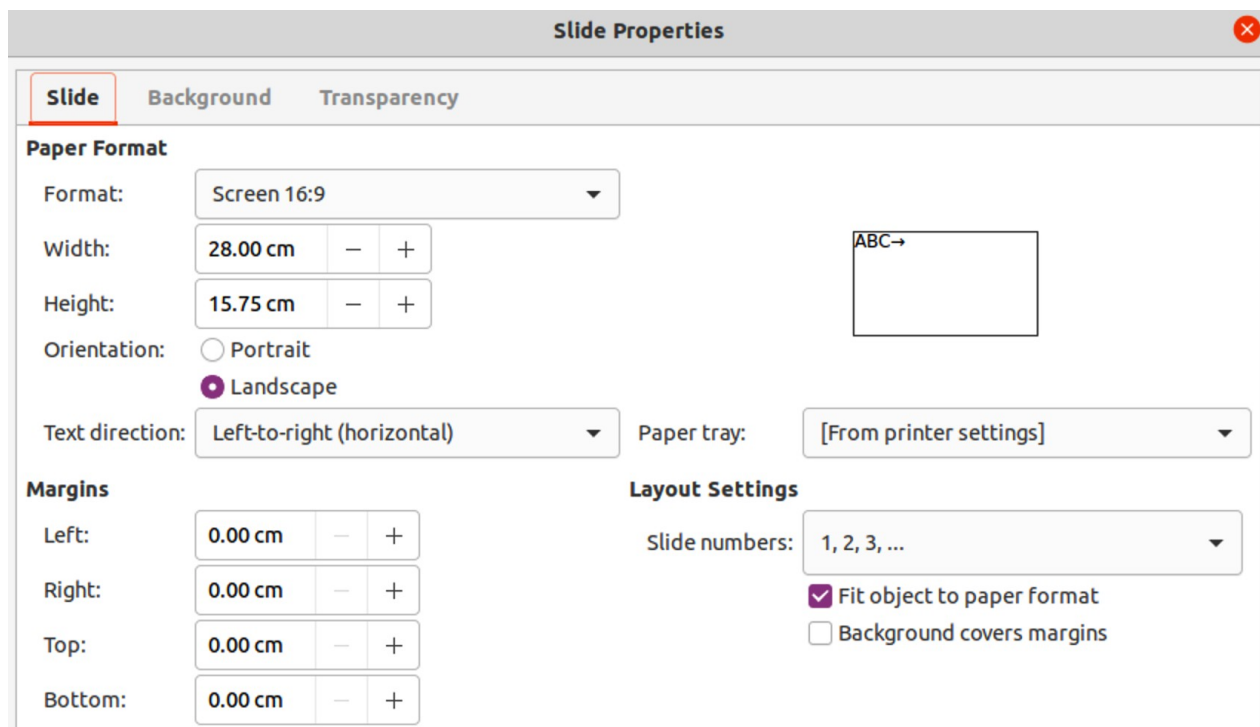 Slide Properties
Slide Background Transparency
Paper Format
Format: Screen 16:9
Width: 28.00 cm − +
ABC→
Height: 15.75 cm − +
Orientation: Portrait
Landscape
Text direction: Left-to-right (horizontal) Paper tray: [From printer settings]
Margins Layout Settings
Left: 0.00 cm − + Slide numbers: 1, 2, 3, ...
Right: 0.00 cm − + Fit object to paper format
Background covers margins
Top: 0.00 cm − +
Bottom: 0.00 cm − +